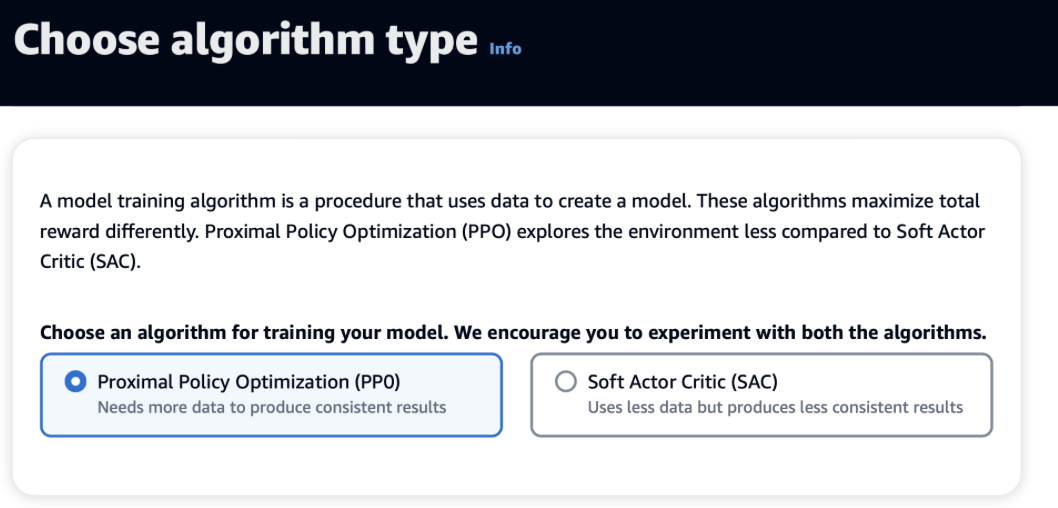 Choose algorithm type Info
A model training algorithm is a procedure that uses data to create a model. These algorithms maximize total
reward differently. Proximal Policy Optimization (PPO) explores the environment less compared to Soft Actor
Critic (SAC).
Choose an algorithm for training your model. We encourage you to experiment with both the algorithms.
Proximal Policy Optimization (PP0)
Needs more data to produce consistent results
Soft Actor Critic (SAC)
Uses less data but produces less consistent results